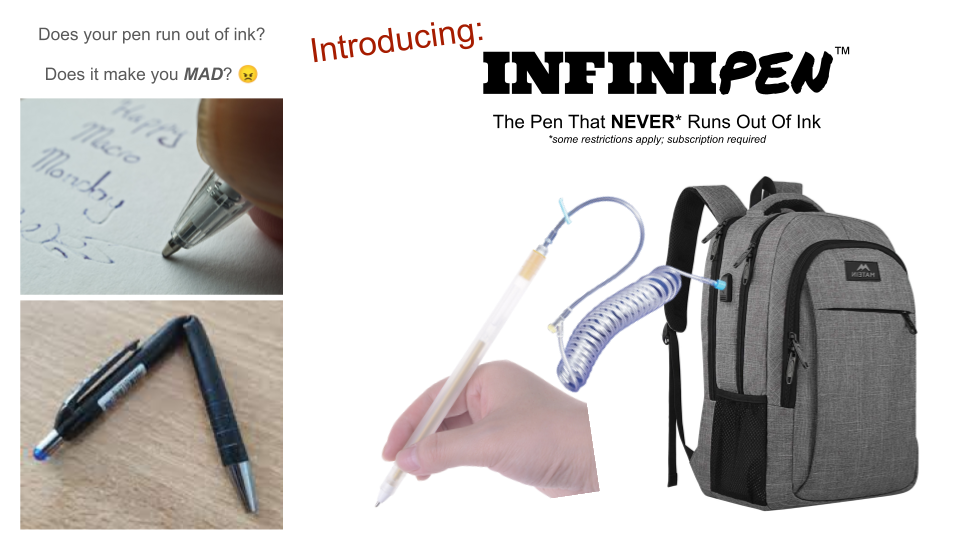 Does your pen run out of ink?
Does it make you MAD? 😠
Happy
Macro
Monday
Introducing:
INFINIPEN™
The Pen That NEVER* Runs Out Of Ink
*some restrictions apply; subscription required
MATEIN